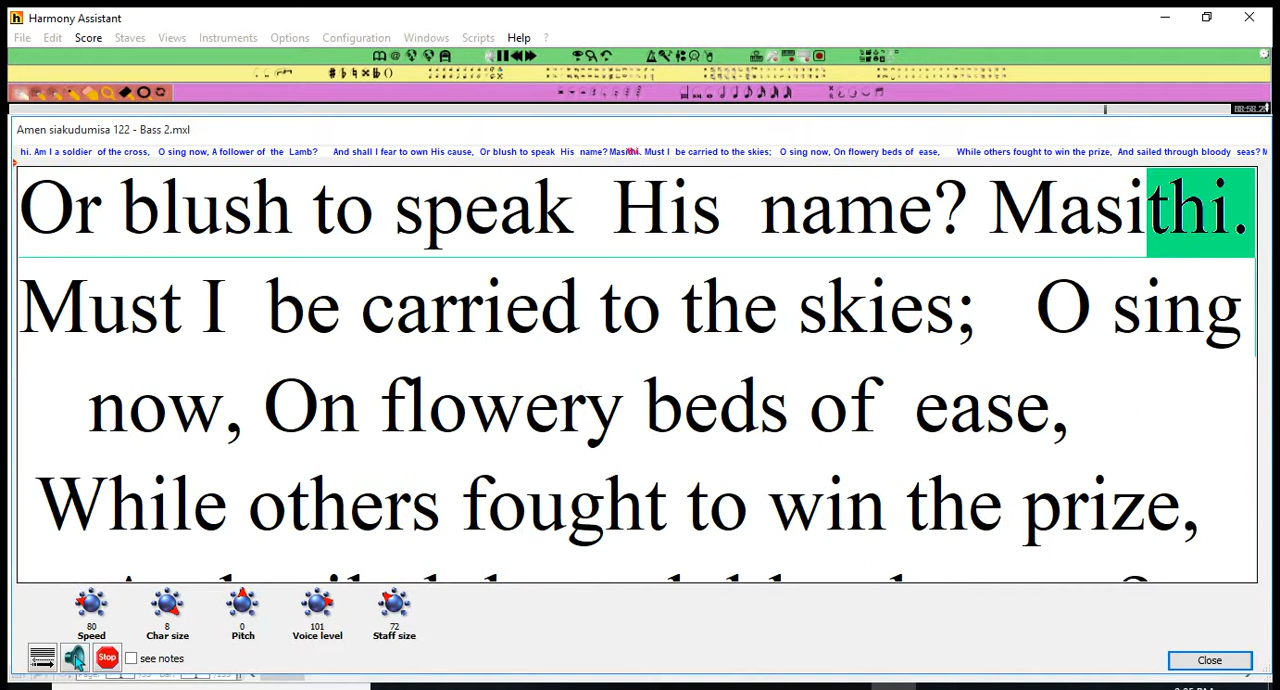 Harmony Assistant
File Edit Score Staves Views Instruments Options Configuration Windows Scripts Help ?
Amen siakudumisa 122 - Bass 2.mxl
hi. Am I a soldier of the cross, O sing now, A follower of the Lamb? And shall I fear to own His cause, Or blush to speak His name? Masithi. Must I be carried to the skies; O sing now, On flowery beds of ease, While others fought to win the prize, And sailed through bloody seas?
Or blush to speak His name? Masithi.
Must I be carried to the skies; O sing
now, On flowery beds of ease,
While others fought to win the prize,
80 8 0 101 72
Speed Char size Pitch Voice level Staff size
Stop see notes Close